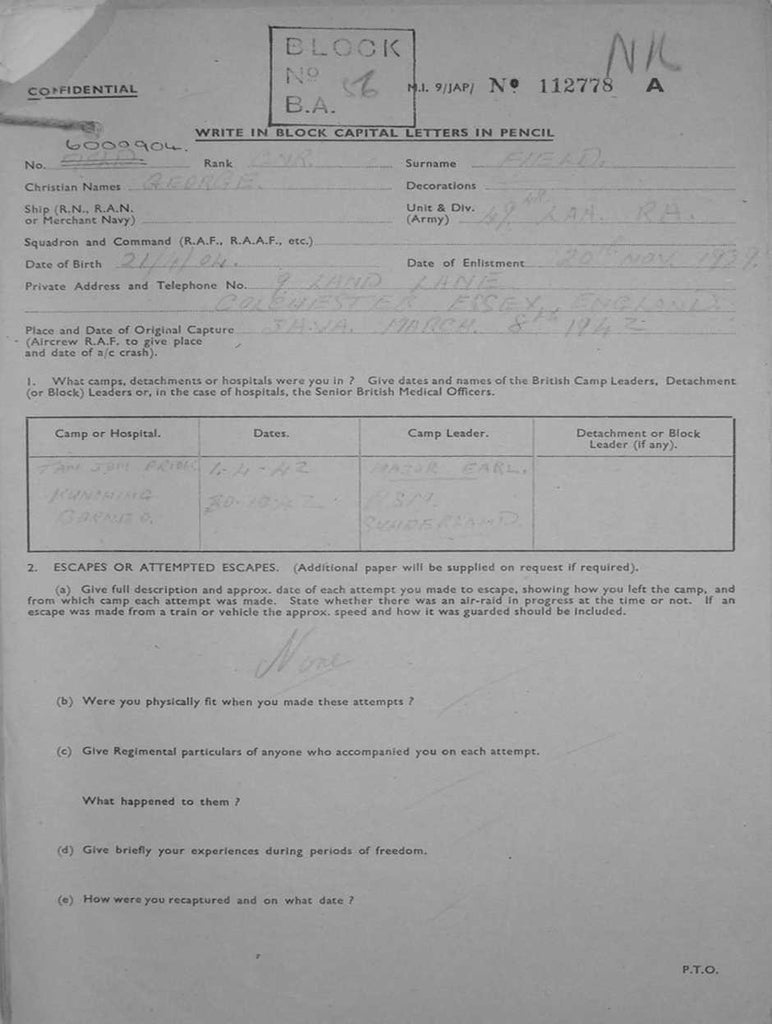 BLOCK
No 56
B.A.
NK
CONFIDENTIAL
M.I. 9/JAP/ No 112778 A
WRITE IN BLOCK CAPITAL LETTERS IN PENCIL
6009904.
No. FIELD Rank GNR. Surname FIELD.
Christian Names GEORGE. Decorations
Ship (R.N., R.A.N.
or Merchant Navy)
Unit & Div.
(Army) 48 LAA. RA.
Squadron and Command (R.A.F., R.A.A.F., etc.)
Date of Birth 21/1/04. Date of Enlistment 20th NOV 1939.
Private Address and Telephone No. 9 LAND LANE
COLCHESTER ESSEX, ENGLAND
Place and Date of Original Capture JAVA. MARCH. 8th 1942
(Aircrew R.A.F. to give place
and date of a/c crash).
1. What camps, detachments or hospitals were you in ? Give dates and names of the British Camp Leaders, Detachment
(or Block) Leaders or, in the case of hospitals, the Senior British Medical Officers.
Camp or Hospital. Dates. Camp Leader. Detachment or Block
Leader (if any).
1-4-42 MAJOR EARL.
KUNCHING 20-10-42 RSM.
BORNEO. SUNDERLAND.
2. ESCAPES OR ATTEMPTED ESCAPES. (Additional paper will be supplied on request if required).
(a) Give full description and approx. date of each attempt you made to escape, showing how you left the camp, and
from which camp each attempt was made. State whether there was an air-raid in progress at the time or not. If an
escape was made from a train or vehicle the approx. speed and how it was guarded should be included.
None
(b) Were you physically fit when you made these attempts ?
(c) Give Regimental particulars of anyone who accompanied you on each attempt.
What happened to them ?
(d) Give briefly your experiences during periods of freedom.
(e) How were you recaptured and on what date ?
P.T.O.